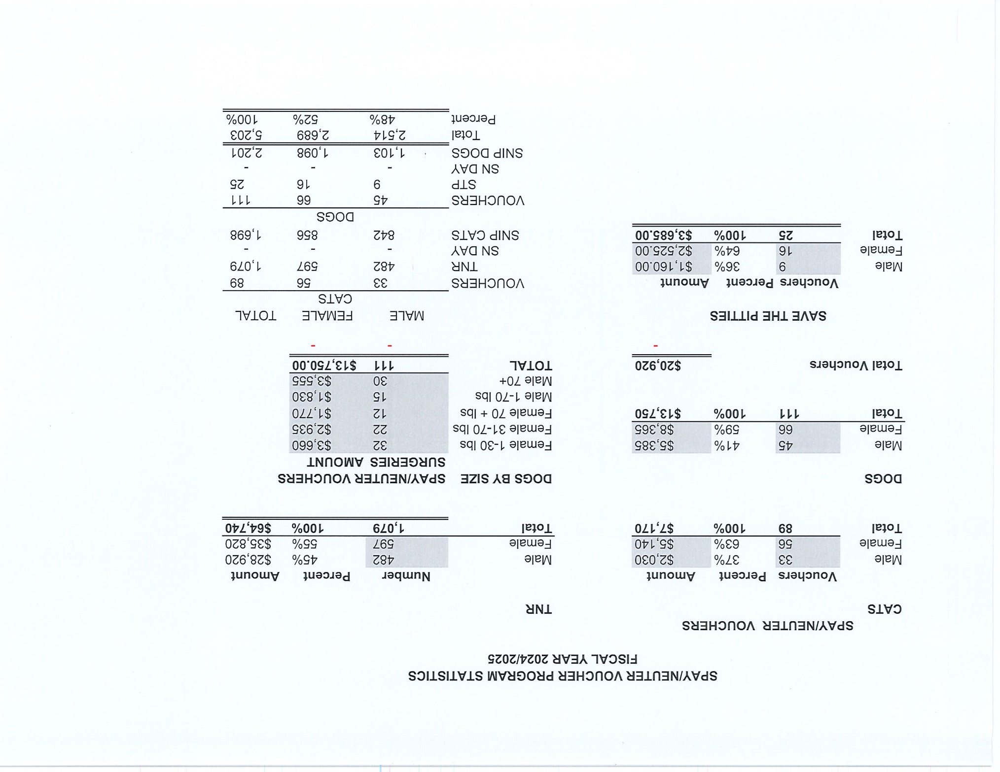 SPAY/NEUTER VOUCHER PROGRAM STATISTICS
FISCAL YEAR 2024/2025
SPAY/NEUTER VOUCHERS
CATS
Vouchers Percent Amount
Male 33 37% $2,030
Female 56 63% $5,140
Total 89 100% $7,170
TNR
Number Percent Amount
Male 482 45% $28,920
Female 597 55% $35,820
Total 1,079 100% $64,740
DOGS
Male 45 41% $5,385
Female 66 59% $8,365
Total 111 100% $13,750
Total Vouchers $20,920
-
DOGS BY SIZE SPAY/NEUTER VOUCHERS
SURGERIES AMOUNT
Female 1-30 lbs 32 $3,660
Female 31-70 lbs 22 $2,935
Female 70 + lbs 12 $1,770
Male 1-70 lbs 15 $1,830
Male 70+ 30 $3,555
TOTAL 111 $13,750.00
- -
SAVE THE PITTIES
Vouchers Percent Amount
Male 9 36% $1,160.00
Female 16 64% $2,525.00
Total 25 100% $3,685.00
MALE FEMALE TOTAL
CATS
VOUCHERS 33 56 89
TNR 482 597 1,079
SN DAY - - -
SNIP CATS 842 856 1,698
DOGS
VOUCHERS 45 66 111
STP 9 16 25
SN DAY - - -
SNIP DOGS 1,103 1,098 2,201
Total 2,514 2,689 5,203
Percent 48% 52% 100%